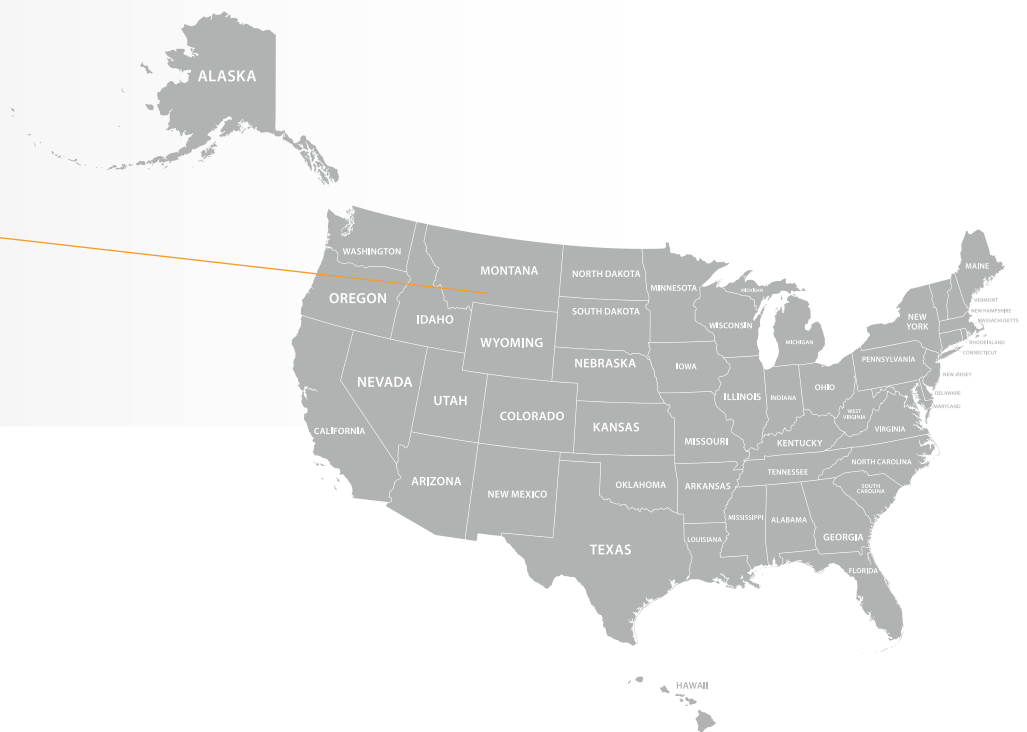 ALASKA
WASHINGTON
MONTANA
NORTH DAKOTA
MINNESOTA
MICHIGAN
MAINE
OREGON
IDAHO
SOUTH DAKOTA
WISCONSIN
MICHIGAN
NEW
YORK
VERMONT
NEW HAMPSHIRE
MASSACHUSETTS
RHODE ISLAND
CONNECTICUT
WYOMING
NEBRASKA
IOWA
PENNSYLVANIA
NEW JERSEY
NEVADA
UTAH
COLORADO
ILLINOIS
INDIANA
OHIO
DELAWARE
MARYLAND
WEST
VIRGINIA
VIRGINIA
CALIFORNIA
KANSAS
MISSOURI
KENTUCKY
ARIZONA
NEW MEXICO
OKLAHOMA
ARKANSAS
TENNESSEE
NORTH CAROLINA
SOUTH
CAROLINA
TEXAS
LOUISIANA
MISSISSIPPI
ALABAMA
GEORGIA
FLORIDA
HAWAII